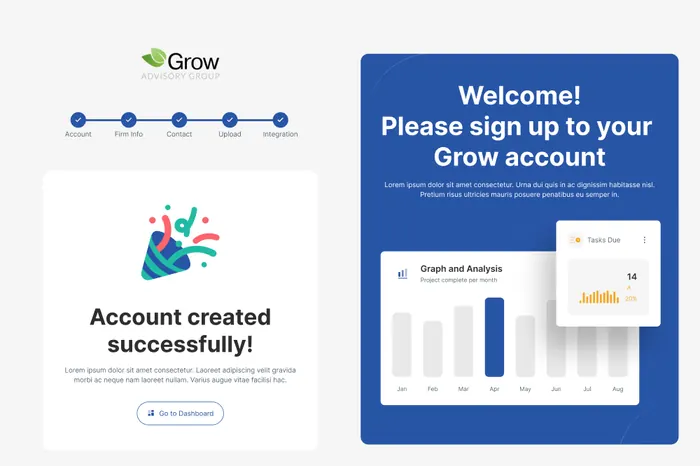 Grow
ADVISORY GROUP
Account Firm Info Contact Upload Integration
Account created
successfully!
Lorem ipsum dolor sit amet consectetur. Laoreet adipiscing velit gravida
morbi ac neque nam laoreet nullam. Varius augue vitae facilisi hac.
Go to Dashboard
Welcome!
Please sign up to your
Grow account
Lorem ipsum dolor sit amet consectetur. Urna dui quis in ac dignissim habitasse nisl.
Pretium risus ultricies mauris posuere penatibus eu semper in.
Tasks Due
14
20%
Graph and Analysis
Project complete per month
Jan Feb Mar Apr May Jun Jul Aug